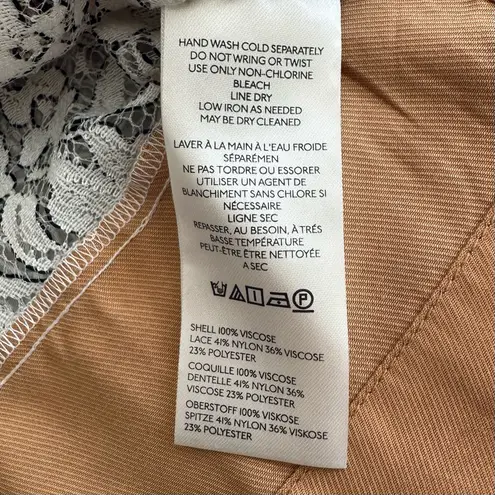 HAND WASH COLD SEPARATELY
DO NOT WRING OR TWIST
USE ONLY NON-CHLORINE
BLEACH
LINE DRY
LOW IRON AS NEEDED
MAY BE DRY CLEANED
LAVER À LA MAIN À L'EAU FROIDE
SÉPARÉMEN
NE PAS TORDRE OU ESSORER
UTILISER UN AGENT DE
BLANCHIMENT SANS CHLORE SI
NÉCESSAIRE
LIGNE SEC
REPASSER, AU BESOIN, À TRÉS
BASSE TEMPÉRATURE
PEUT-ÊTRE ÊTRE NETTOYÉE
A SEC
P
SHELL 100% VISCOSE
LACE 41% NYLON 36% VISCOSE
23% POLYESTER
COQUILLE 100% VISCOSE
DENTELLE 41% NYLON 36%
VISCOSE 23% POLYESTER
OBERSTOFF 100% VISKOSE
SPITZE 41% NYLON 36% VISKOSE
23% POLYESTER